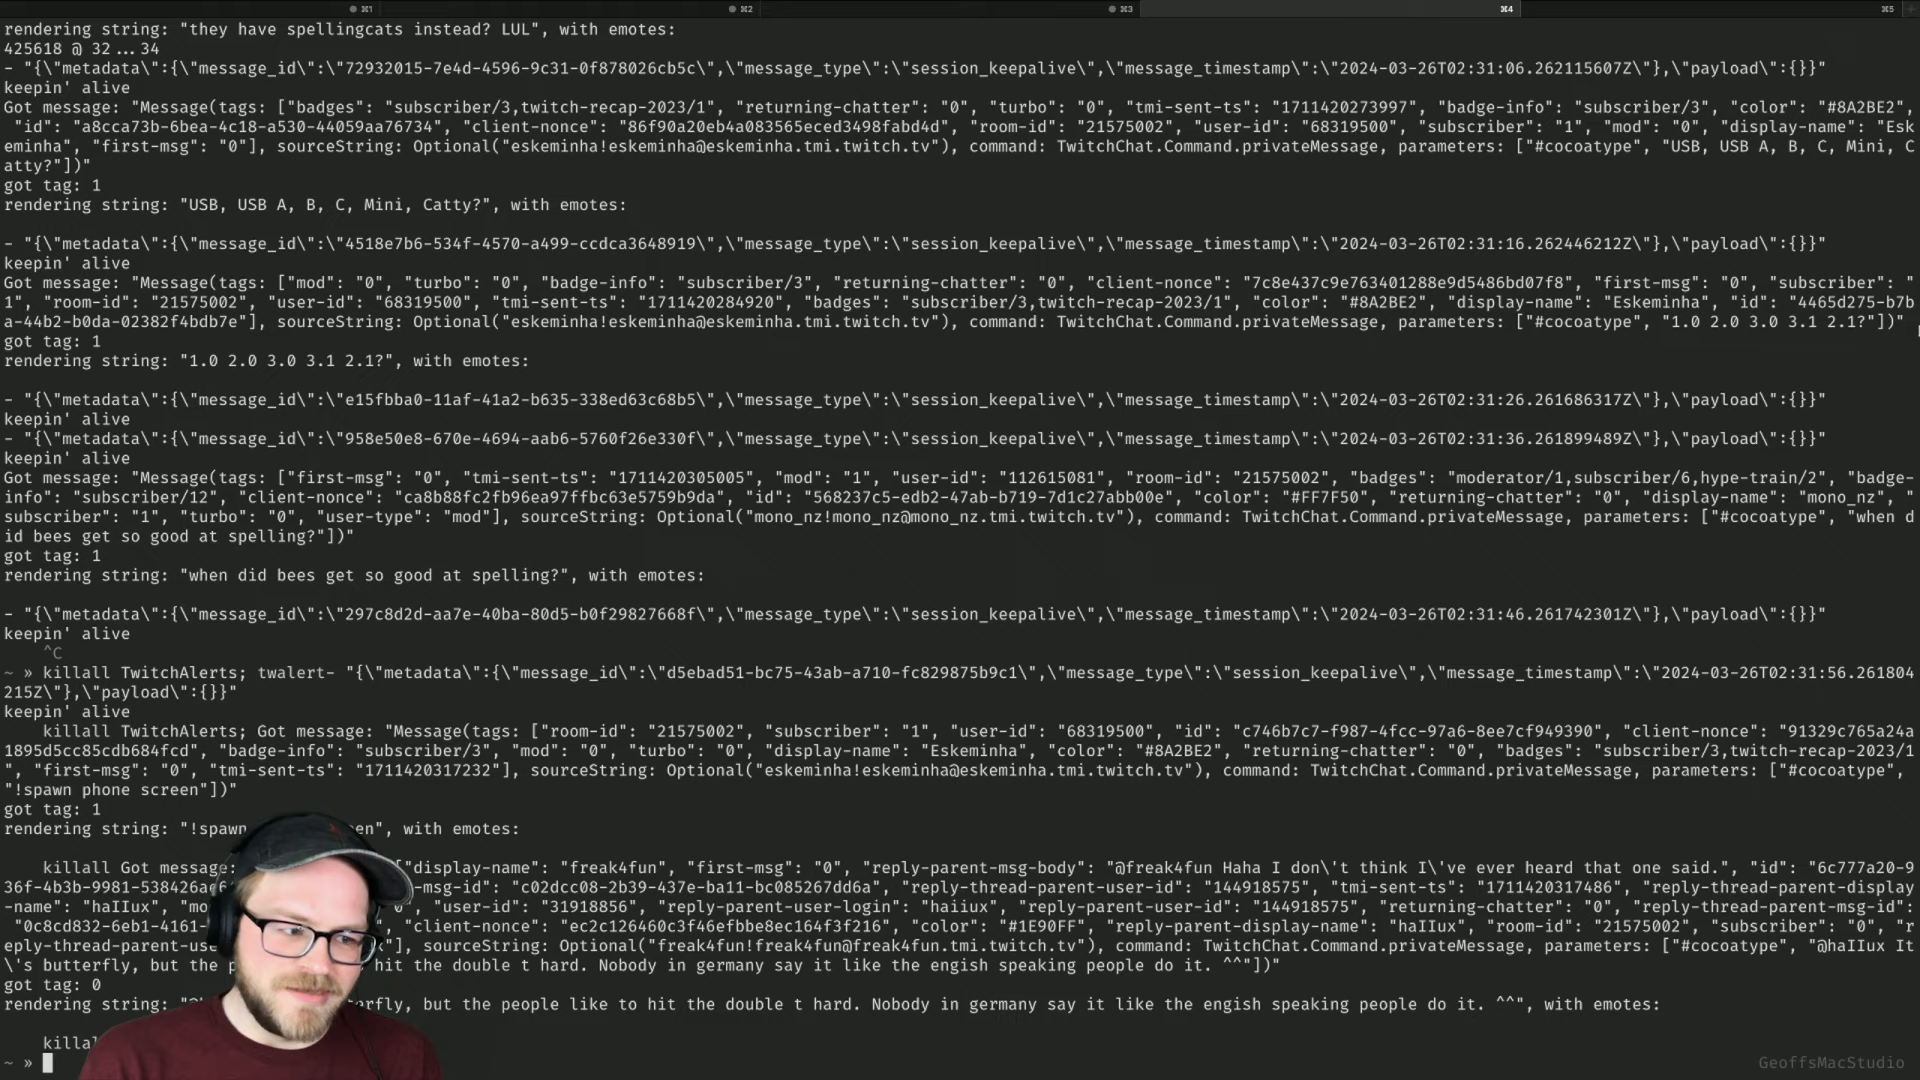 ⌘1 ⌘2 ⌘3 ⌘4 ⌘5
rendering string: "they have spellingcats instead? LUL", with emotes:
425618 @ 32...34
- "{\"metadata\":{\"message_id\":\"72932015-7e4d-4596-9c31-0f878026cb5c\",\"message_type\":\"session_keepalive\",\"message_timestamp\":\"2024-03-26T02:31:06.262115607Z\"},\"payload\":{}}"
keepin' alive
Got message: "Message(tags: ["badges": "subscriber/3,twitch-recap-2023/1", "returning-chatter": "0", "turbo": "0", "tmi-sent-ts": "1711420273997", "badge-info": "subscriber/3", "color": "#8A2BE2",
"id": "a8cca73b-6bea-4c18-a530-44059aa76734", "client-nonce": "86f90a20eb4a083565eced3498fabd4d", "room-id": "21575002", "user-id": "68319500", "subscriber": "1", "mod": "0", "display-name": "Esk
eminha", "first-msg": "0"], sourceString: Optional("eskeminha!eskeminha@eskeminha.tmi.twitch.tv"), command: TwitchChat.Command.privateMessage, parameters: ["#cocoatype", "USB, USB A, B, C, Mini, C
atty?"])"
got tag: 1
rendering string: "USB, USB A, B, C, Mini, Catty?", with emotes:
- "{\"metadata\":{\"message_id\":\"4518e7b6-534f-4570-a499-ccdca3648919\",\"message_type\":\"session_keepalive\",\"message_timestamp\":\"2024-03-26T02:31:16.262446212Z\"},\"payload\":{}}"
keepin' alive
Got message: "Message(tags: ["mod": "0", "turbo": "0", "badge-info": "subscriber/3", "returning-chatter": "0", "client-nonce": "7c8e437c9e763401288e9d5486bd07f8", "first-msg": "0", "subscriber": "
1", "room-id": "21575002", "user-id": "68319500", "tmi-sent-ts": "1711420284920", "badges": "subscriber/3,twitch-recap-2023/1", "color": "#8A2BE2", "display-name": "Eskeminha", "id": "4465d275-b7b
a-44b2-b0da-02382f4bdb7e"], sourceString: Optional("eskeminha!eskeminha@eskeminha.tmi.twitch.tv"), command: TwitchChat.Command.privateMessage, parameters: ["#cocoatype", "1.0 2.0 3.0 3.1 2.1?"])"
got tag: 1
rendering string: "1.0 2.0 3.0 3.1 2.1?", with emotes:
- "{\"metadata\":{\"message_id\":\"e15fbba0-11af-41a2-b635-338ed63c68b5\",\"message_type\":\"session_keepalive\",\"message_timestamp\":\"2024-03-26T02:31:26.261686317Z\"},\"payload\":{}}"
keepin' alive
- "{\"metadata\":{\"message_id\":\"958e50e8-670e-4694-aab6-5760f26e330f\",\"message_type\":\"session_keepalive\",\"message_timestamp\":\"2024-03-26T02:31:36.261899489Z\"},\"payload\":{}}"
keepin' alive
Got message: "Message(tags: ["first-msg": "0", "tmi-sent-ts": "1711420305005", "mod": "1", "user-id": "112615081", "room-id": "21575002", "badges": "moderator/1,subscriber/6,hype-train/2", "badge-
info": "subscriber/12", "client-nonce": "ca8b88fc2fb96ea97ffbc63e5759b9da", "id": "568237c5-edb2-47ab-b719-7d1c27abb00e", "color": "#FF7F50", "returning-chatter": "0", "display-name": "mono_nz", "
subscriber": "1", "turbo": "0", "user-type": "mod"], sourceString: Optional("mono_nz!mono_nz@mono_nz.tmi.twitch.tv"), command: TwitchChat.Command.privateMessage, parameters: ["#cocoatype", "when d
id bees get so good at spelling?"])"
got tag: 1
rendering string: "when did bees get so good at spelling?", with emotes:
- "{\"metadata\":{\"message_id\":\"297c8d2d-aa7e-40ba-80d5-b0f29827668f\",\"message_type\":\"session_keepalive\",\"message_timestamp\":\"2024-03-26T02:31:46.261742301Z\"},\"payload\":{}}"
keepin' alive
^C
~ » killall TwitchAlerts; twalert- "{\"metadata\":{\"message_id\":\"d5ebad51-bc75-43ab-a710-fc829875b9c1\",\"message_type\":\"session_keepalive\",\"message_timestamp\":\"2024-03-26T02:31:56.261804
215Z\"},\"payload\":{}}"
keepin' alive
killall TwitchAlerts; Got message: "Message(tags: ["room-id": "21575002", "subscriber": "1", "user-id": "68319500", "id": "c746b7c7-f987-4fcc-97a6-8ee7cf949390", "client-nonce": "91329c765a24a
1895d5cc85cdb684fcd", "badge-info": "subscriber/3", "mod": "0", "turbo": "0", "display-name": "Eskeminha", "color": "#8A2BE2", "returning-chatter": "0", "badges": "subscriber/3,twitch-recap-2023/1
", "first-msg": "0", "tmi-sent-ts": "1711420317232"], sourceString: Optional("eskeminha!eskeminha@eskeminha.tmi.twitch.tv"), command: TwitchChat.Command.privateMessage, parameters: ["#cocoatype",
"!spawn phone screen"])"
got tag: 1
rendering string: "!spawn en", with emotes:
killall Got message: ["display-name": "freak4fun", "first-msg": "0", "reply-parent-msg-body": "@freak4fun Haha I don\'t think I\'ve ever heard that one said.", "id": "6c777a20-9
36f-4b3b-9981-538426a -msg-id": "c02dcc08-2b39-437e-ba11-bc085267dd6a", "reply-thread-parent-user-id": "144918575", "tmi-sent-ts": "1711420317486", "reply-thread-parent-display
-name": "haIIux", "mo 0", "user-id": "31918856", "reply-parent-user-login": "haiiux", "reply-parent-user-id": "144918575", "returning-chatter": "0", "reply-thread-parent-msg-id":
"0c8cd832-6eb1-4161- , "client-nonce": "ec2c126460c3f46efbbe8ec164f3f216", "color": "#1E90FF", "reply-parent-display-name": "haIIux", "room-id": "21575002", "subscriber": "0", "r
eply-thread-parent-use x"], sourceString: Optional("freak4fun!freak4fun@freak4fun.tmi.twitch.tv"), command: TwitchChat.Command.privateMessage, parameters: ["#cocoatype", "@haIIux It
\'s butterfly, but the p hit the double t hard. Nobody in germany say it like the engish speaking people do it. ^^"])"
got tag: 0
rendering string: erfly, but the people like to hit the double t hard. Nobody in germany say it like the engish speaking people do it. ^^", with emotes:
killa
~ »
GeoffsMacStudio